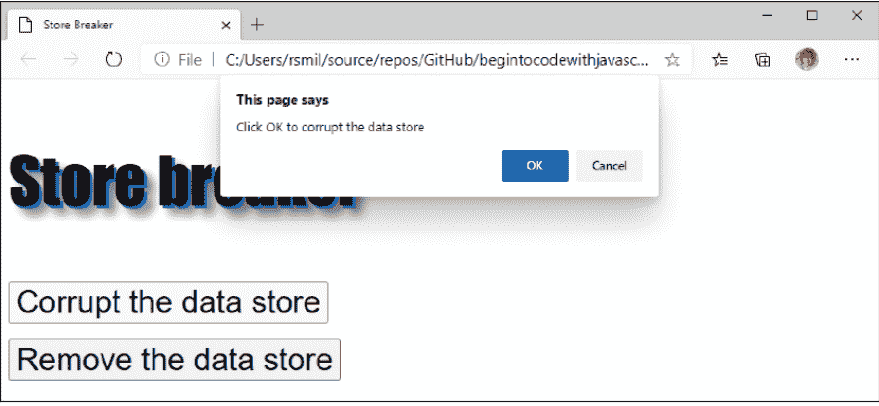 Store Breaker
File | C:/Users/rsmil/source/repos/GitHub/begintocodewithjavasc...
This page says
Click OK to corrupt the data store
OK Cancel
Store breaker
Corrupt the data store
Remove the data store